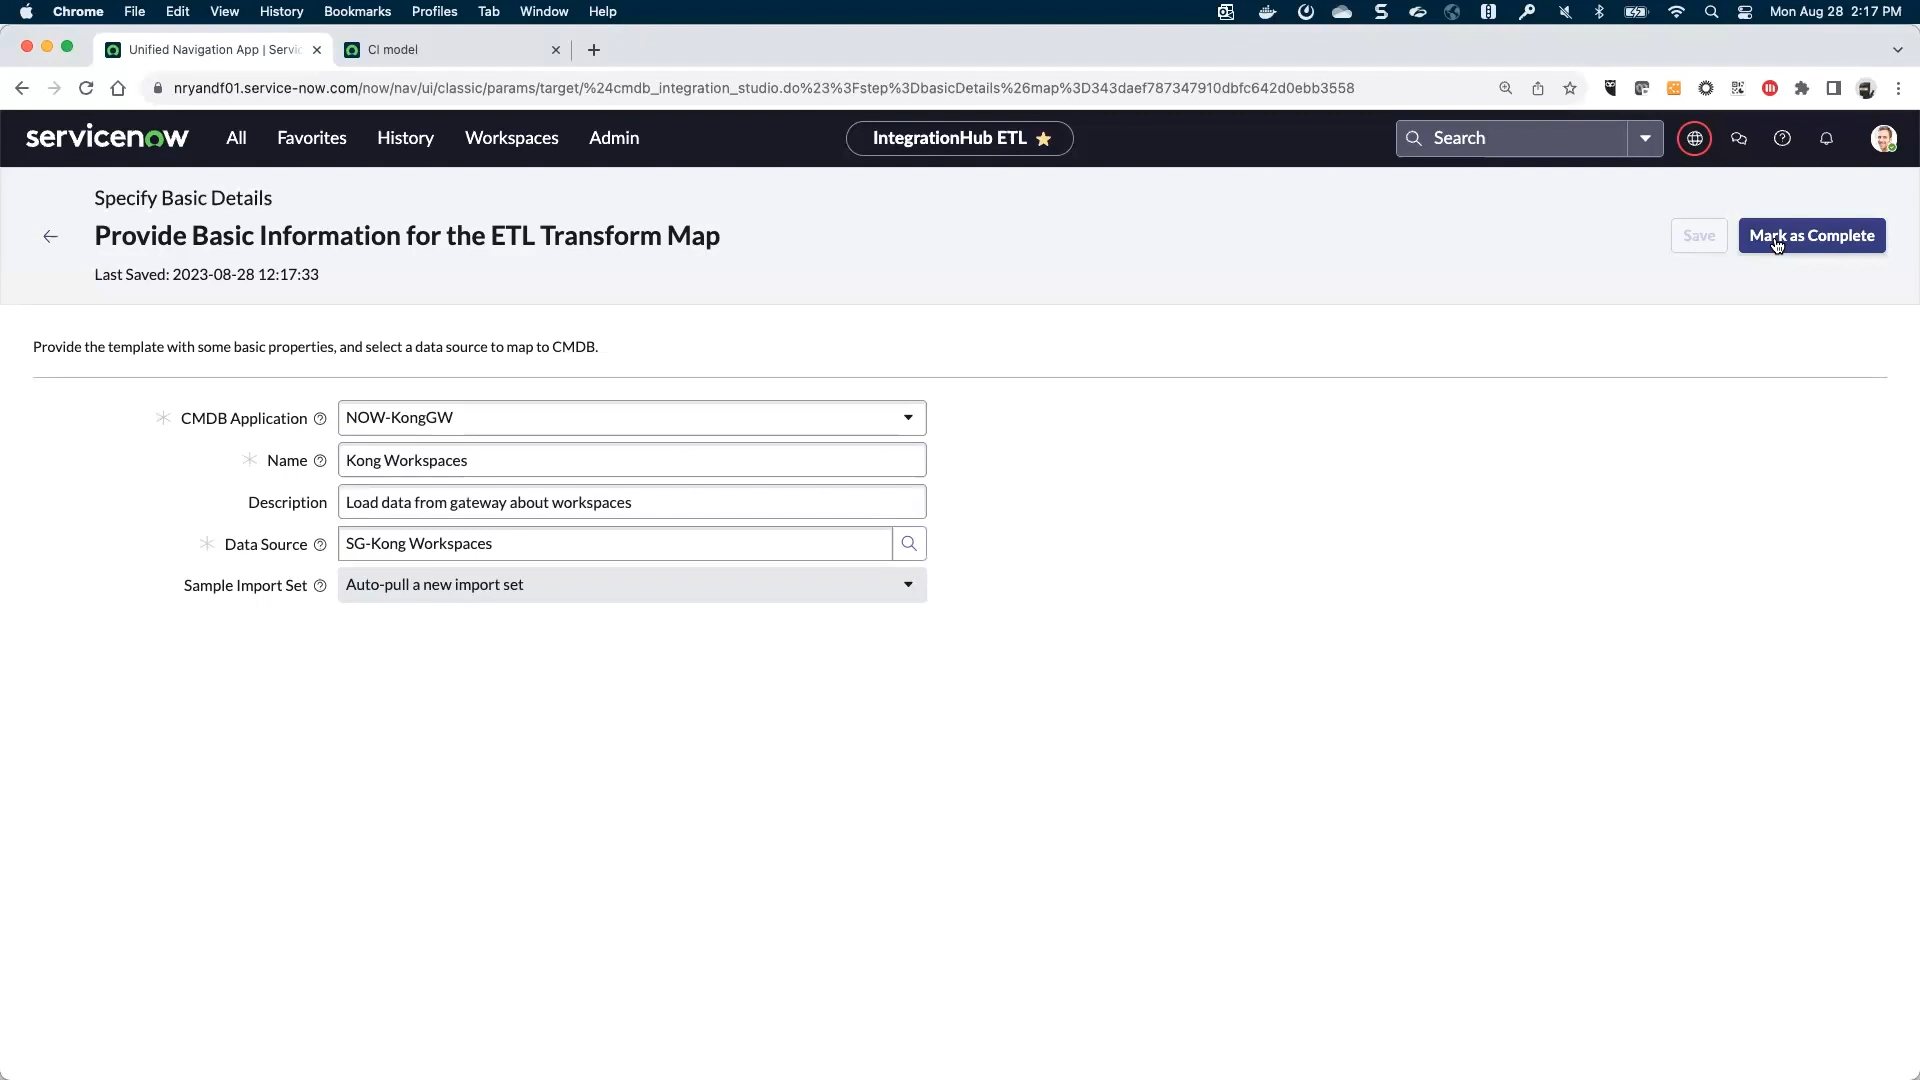 Chrome File Edit View History Bookmarks Profiles Tab Window Help Mon Aug 28 2:17 PM
Unified Navigation App | Servic CI model
nryandf01.service-now.com/now/nav/ui/classic/params/target/%24cmdb_integration_studio.do%23%3Fstep%3DbasicDetails%26map%3D343daef787347910dbfc642d0ebb3558
servicenow All Favorites History Workspaces Admin IntegrationHub ETL Search
Specify Basic Details
Provide Basic Information for the ETL Transform Map
Save Mark as Complete
Last Saved: 2023-08-28 12:17:33
Provide the template with some basic properties, and select a data source to map to CMDB.
CMDB Application NOW-KongGW
Name Kong Workspaces
Description Load data from gateway about workspaces
Data Source SG-Kong Workspaces
Sample Import Set Auto-pull a new import set